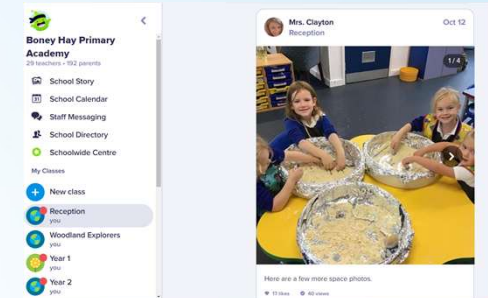 Boney Hay Primary
Academy
29 teachers • 192 parents
School Story
School Calendar
Staff Messaging
School Directory
Schoolwide Centre
My Classes
New class
Reception
you
Woodland Explorers
you
Year 1
you
Year 2
you
Mrs. Clayton
Reception
Oct 12
1/4
Here are a few more space photos.
11 likes 40 views